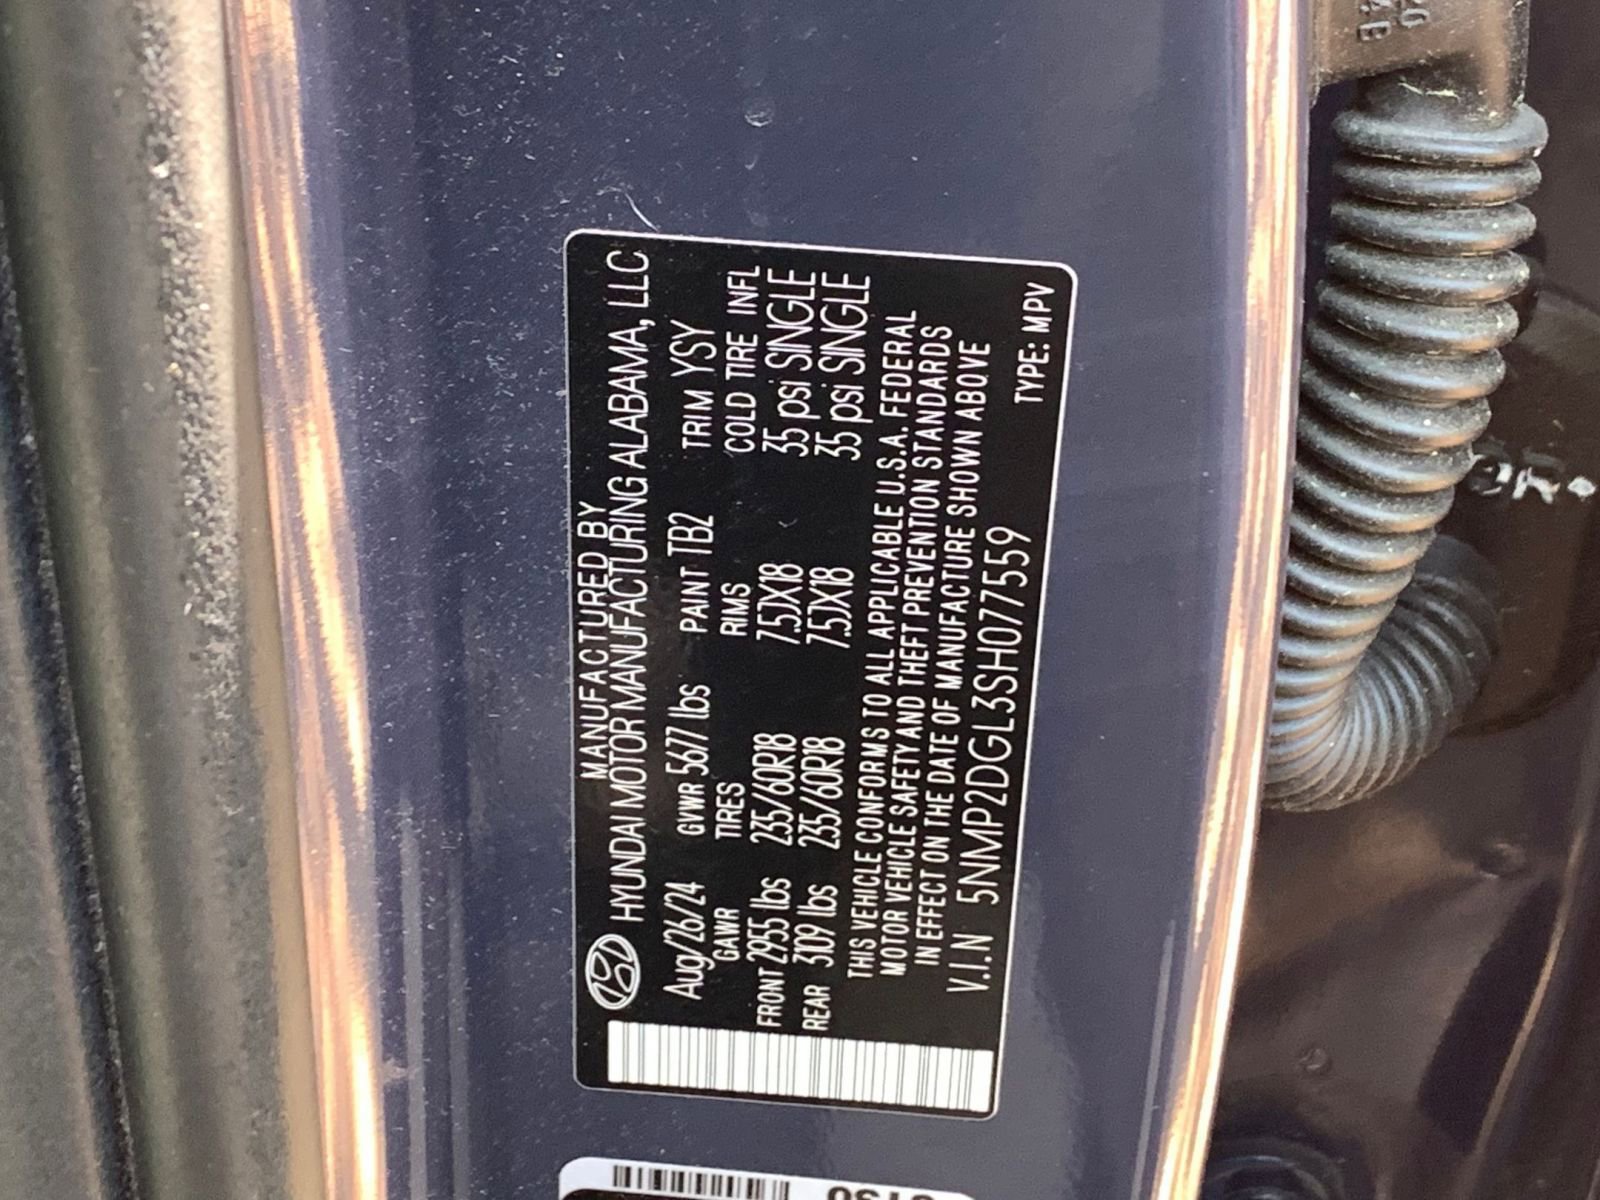 MANUFACTURED BY
HYUNDAI MOTOR MANUFACTURING ALABAMA, LLC
Aug/26/24 GVWR 5677 lbs PAINT TB2 TRIM YSY
GAWR TIRES RIMS COLD TIRE INFL
FRONT 2955 lbs 235/60R18 7.5JX18 35 psi SINGLE
REAR 3109 lbs 235/60R18 7.5JX18 35 psi SINGLE
THIS VEHICLE CONFORMS TO ALL APPLICABLE U.S.A. FEDERAL
MOTOR VEHICLE SAFETY AND THEFT PREVENTION STANDARDS
IN EFFECT ON THE DATE OF MANUFACTURE SHOWN ABOVE
V.I.N 5NMP2DGL3SH077559 TYPE: MPV